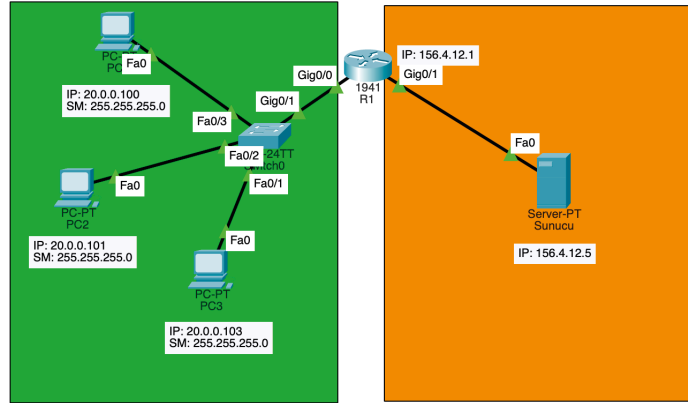 PC-PT
Fa0
IP: 20.0.0.100
SM: 255.255.255.0
Fa0/3
Gig0/1
Gig0/0
1941
R1
IP: 156.4.12.1
Gig0/1
Fa0/2
24TT
Fa0/1
Fa0
PC-PT
PC2
IP: 20.0.0.101
SM: 255.255.255.0
Fa0
PC-PT
PC3
IP: 20.0.0.103
SM: 255.255.255.0
Fa0
Server-PT
Sunucu
IP: 156.4.12.5